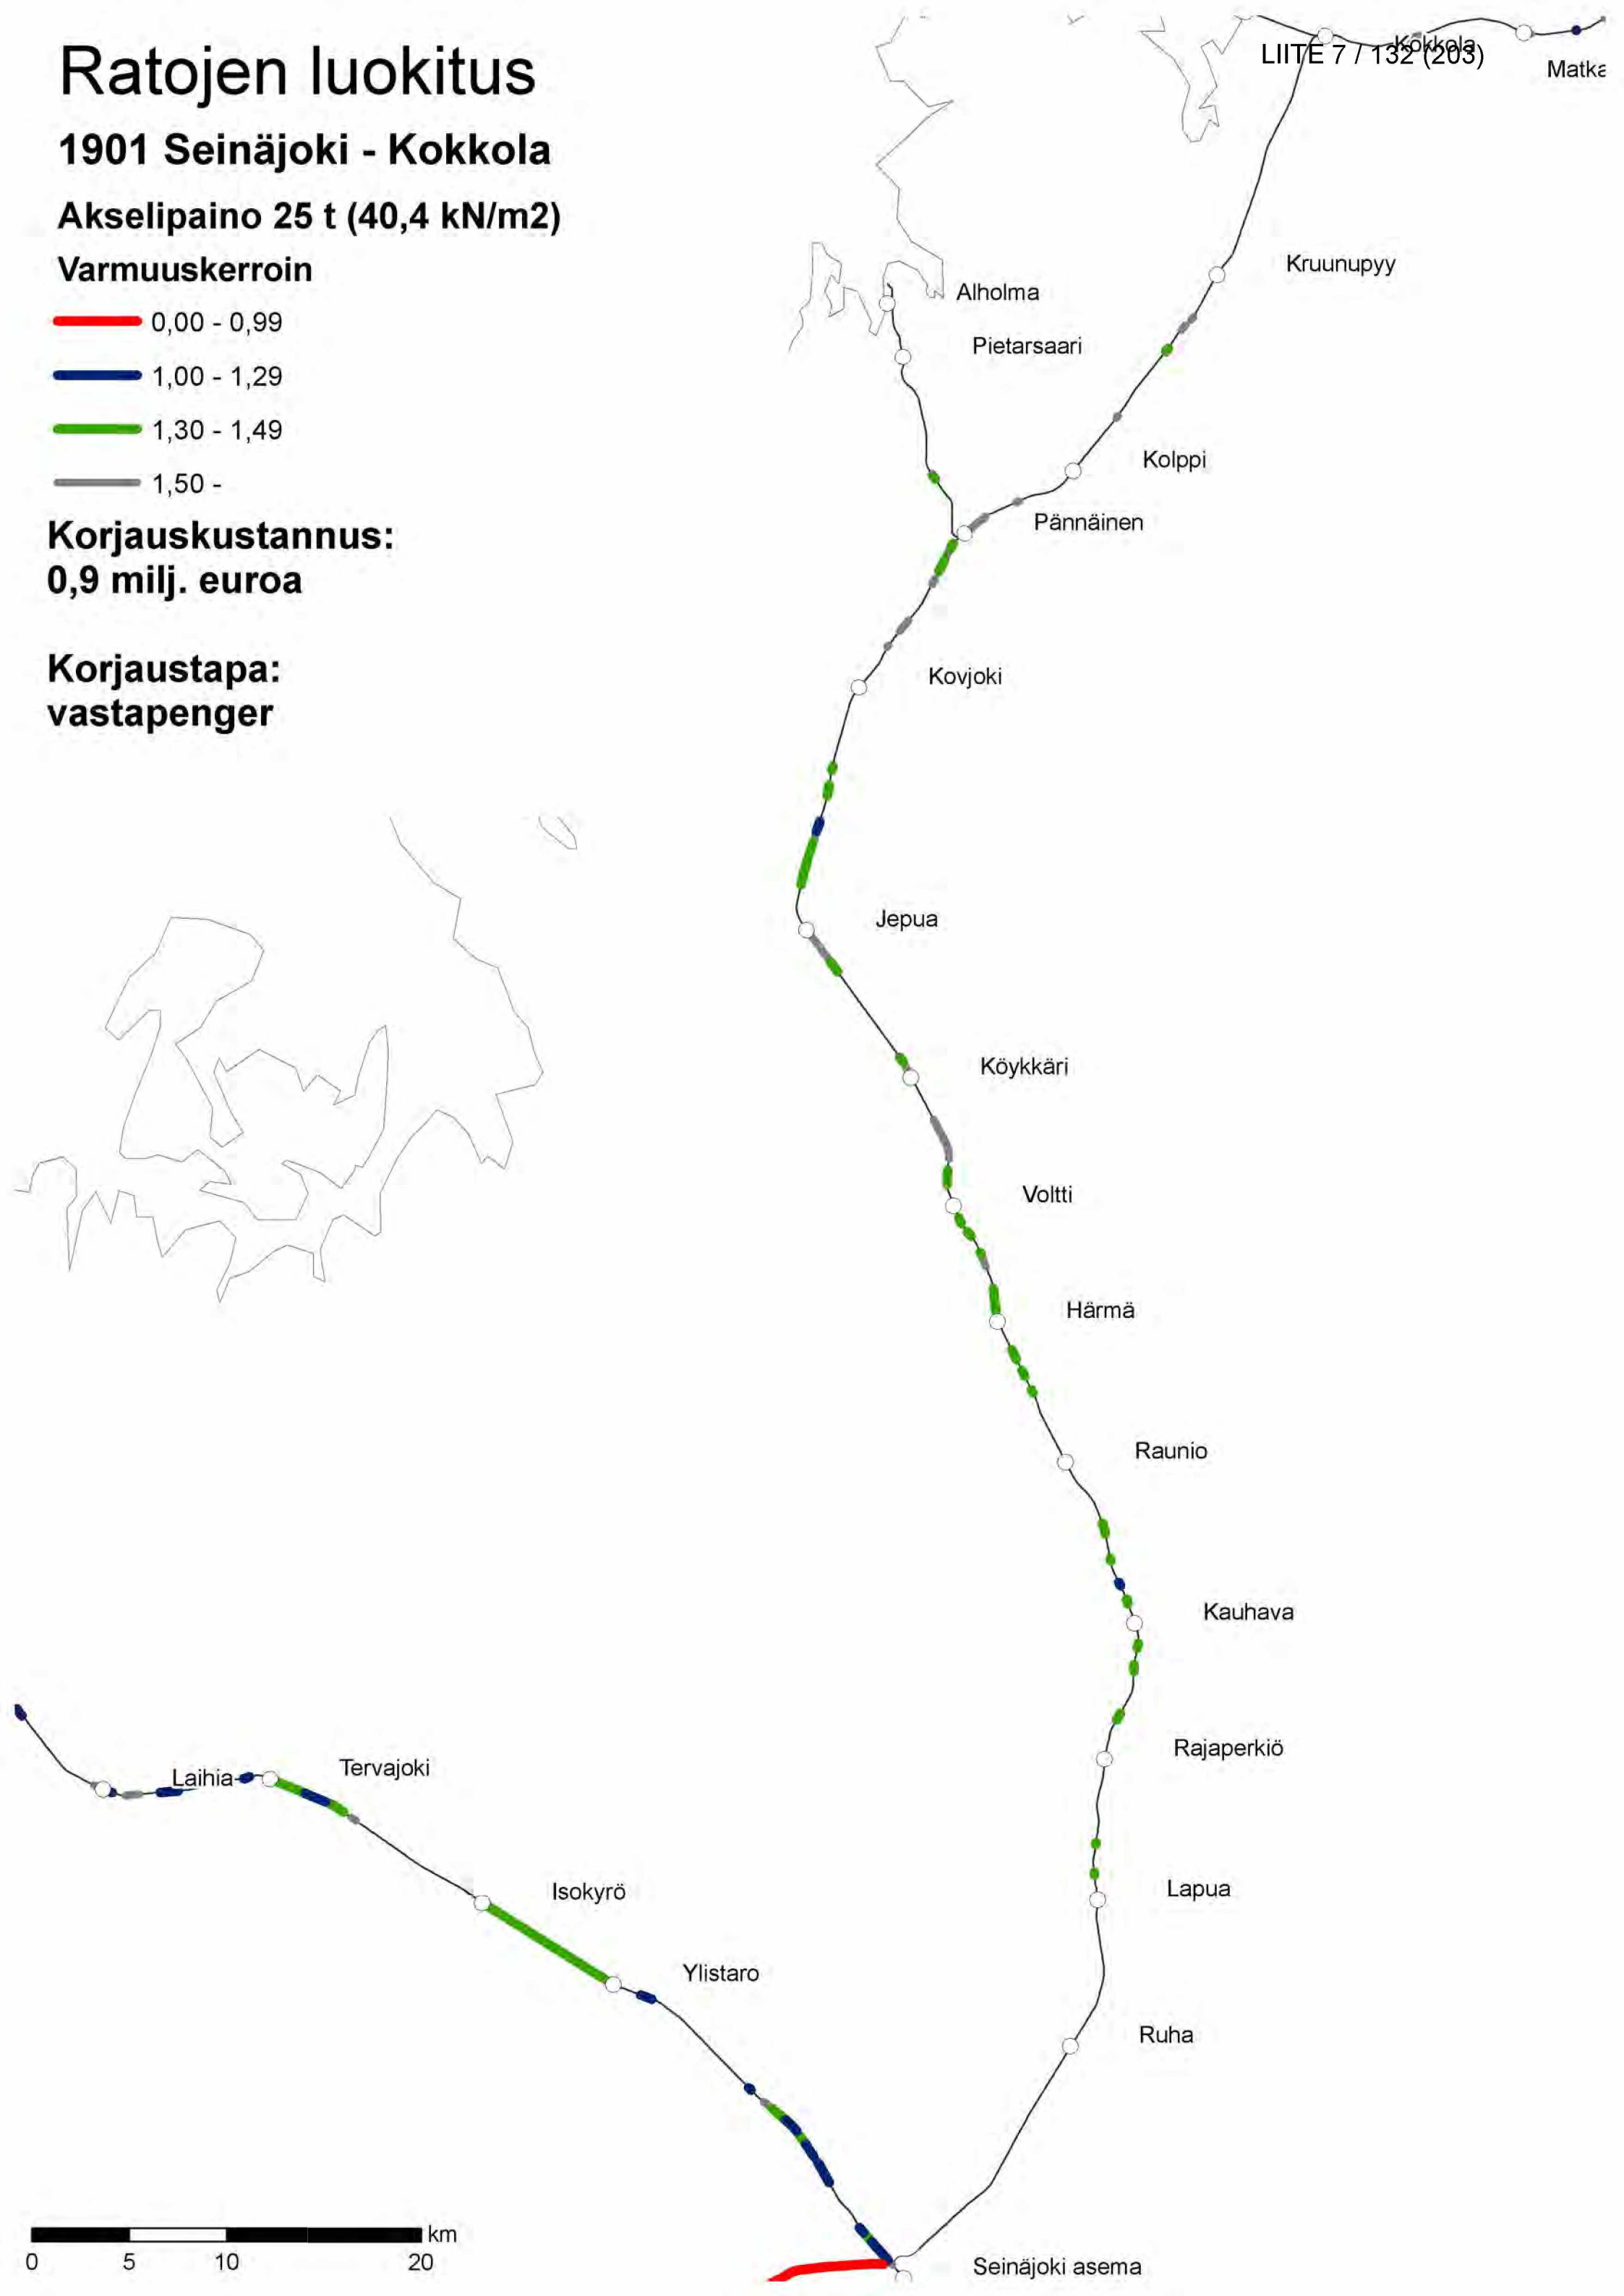 Ratojen luokitus
1901 Seinäjoki - Kokkola
Akselipaino 25 t (40,4 kN/m2)
Varmuuskerroin
0,00 - 0,99
1,00 - 1,29
1,30 - 1,49
1,50 -
Korjauskustannus:
0,9 milj. euroa
Korjaustapa:
vastapenger
LIITE 7 / 132 (203)
Kokkola
Matka
Kruunupyy
Alholma
Pietarsaari
Kolppi
Pännäinen
Kovjoki
Jepua
Köykkäri
Voltti
Härmä
Raunio
Kauhava
Rajaperkiö
Tervajoki
Laihia
Lapua
Isokyrö
Ylistaro
Ruha
Seinäjoki asema
km
0 5 10 20